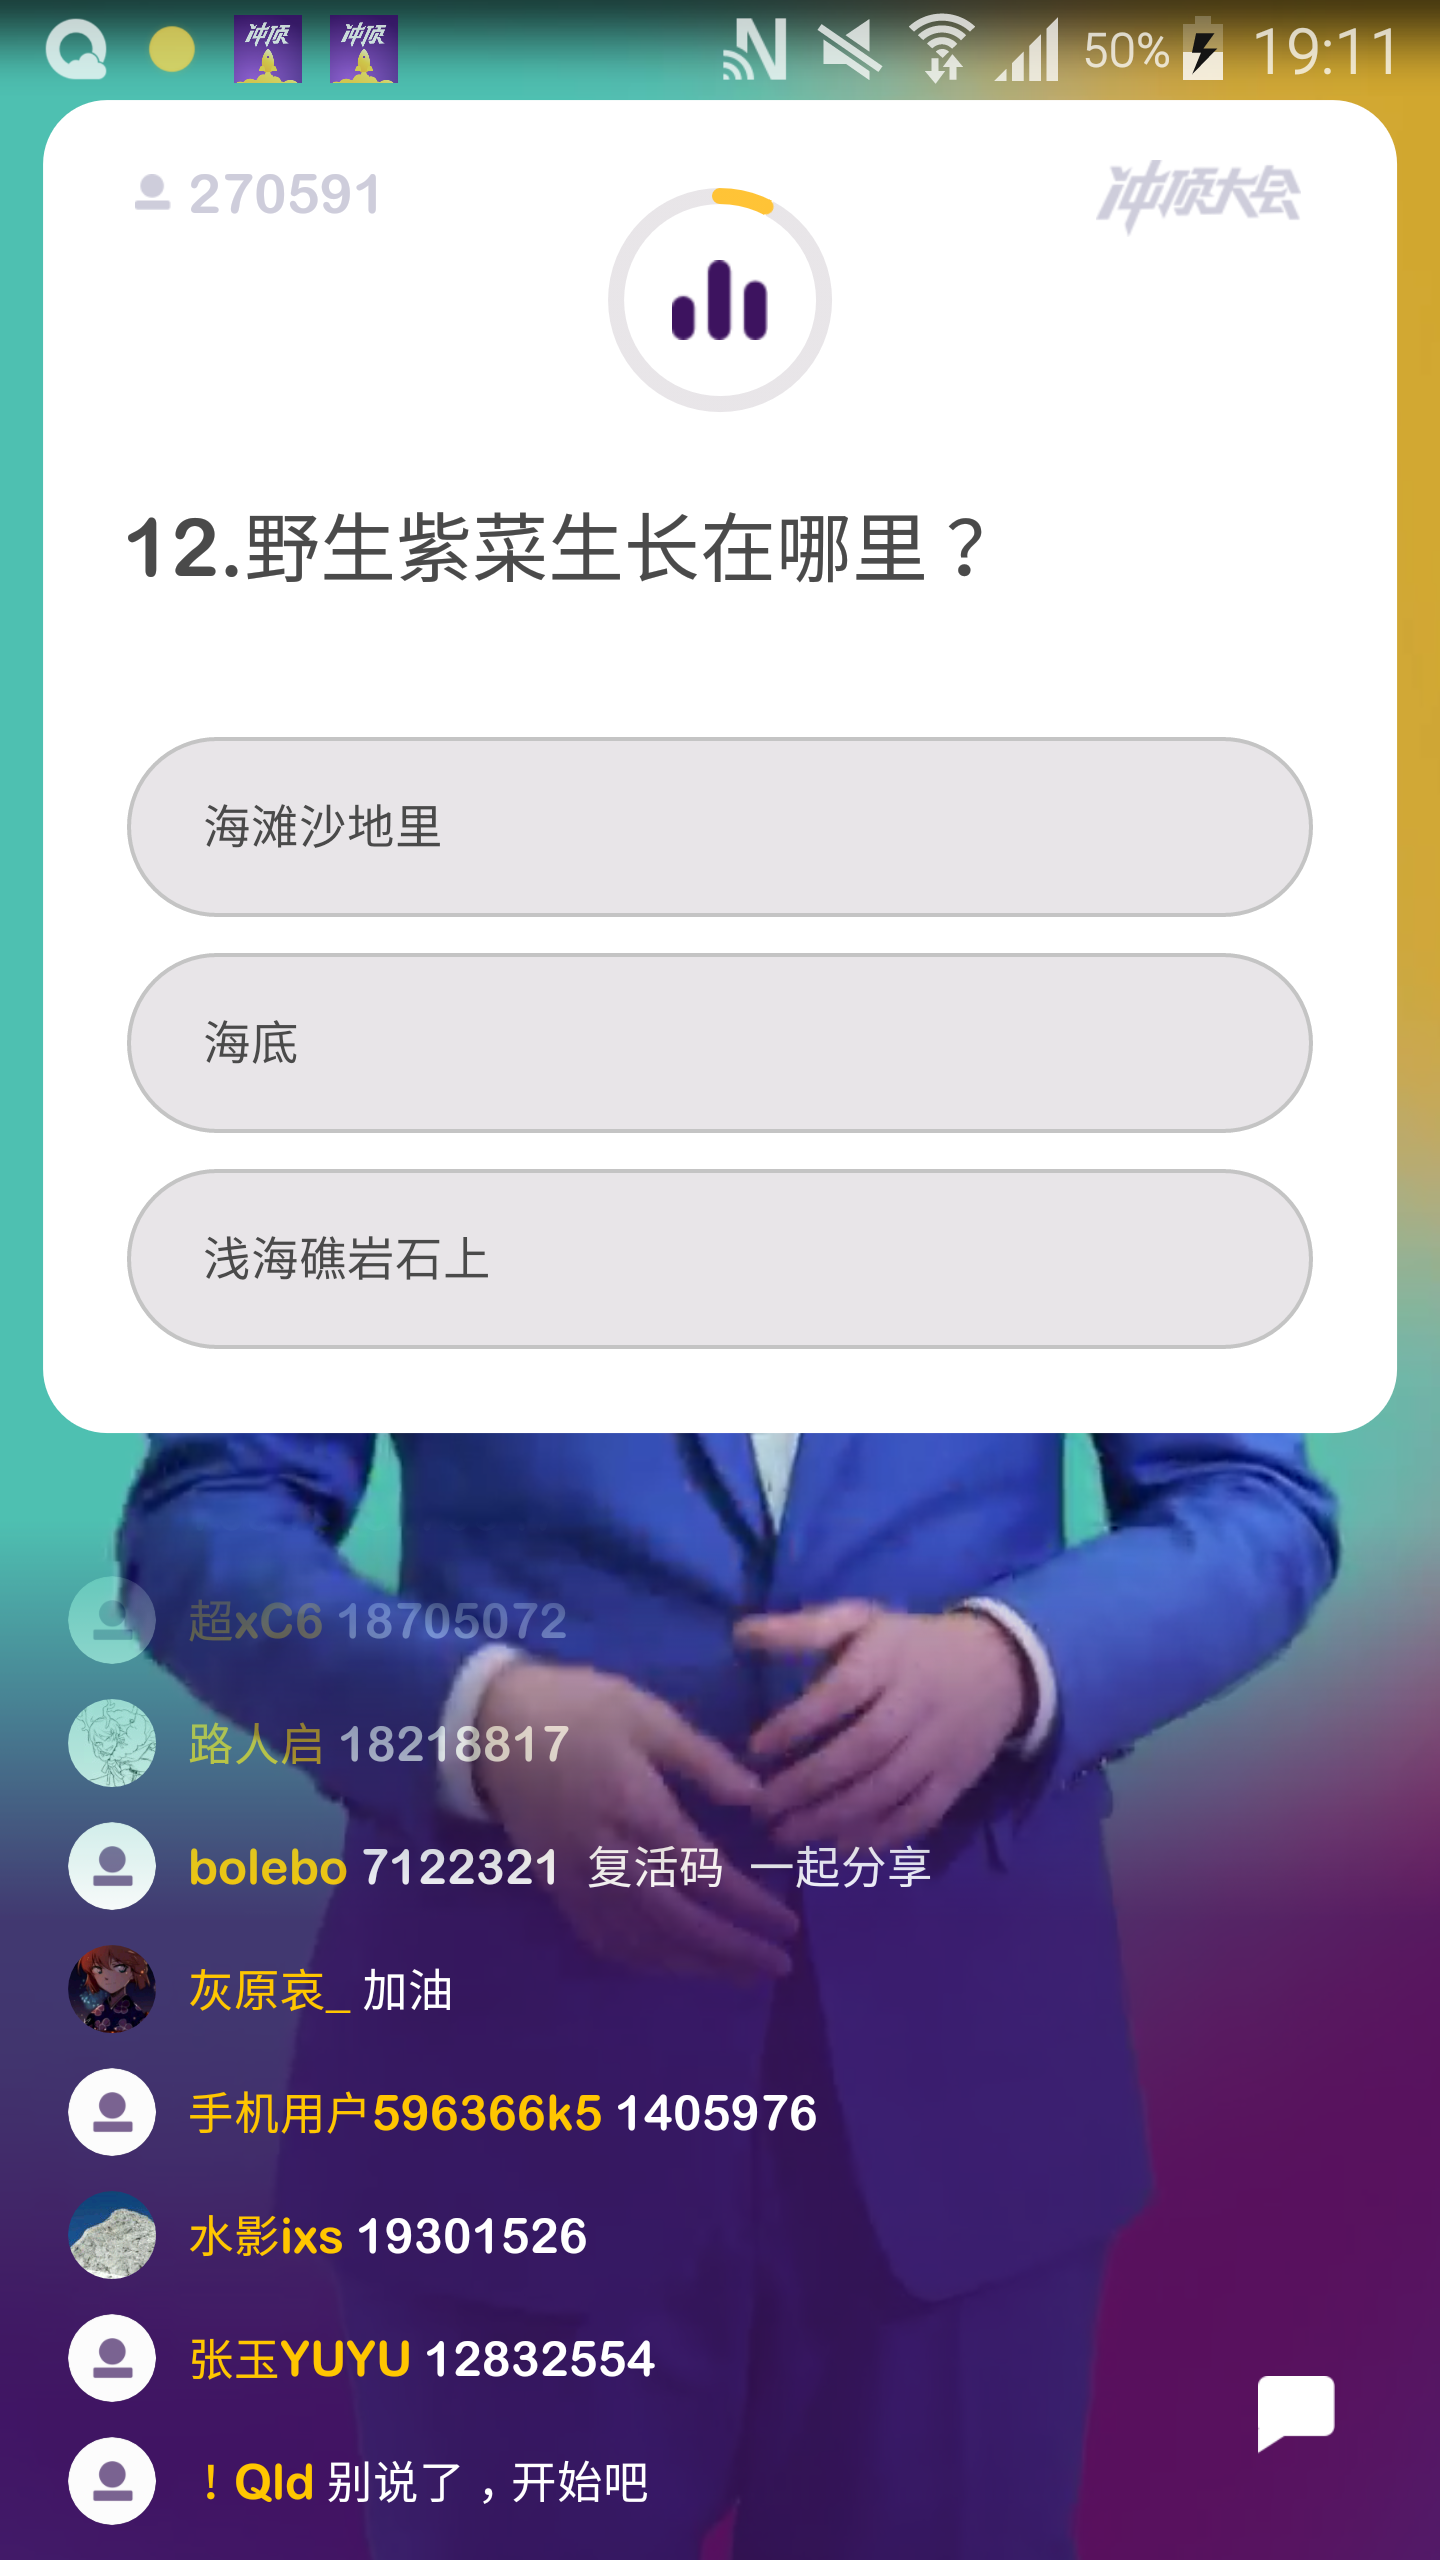 冲顶 冲顶 50% 19:11
270591 冲顶大会
12.野生紫菜生长在哪里？
海滩沙地里
海底
浅海礁岩石上
超xC6 18705072
路人启 18218817
bolebo 7122321 复活码 一起分享
灰原哀_ 加油
手机用户596366k5 1405976
水影ixs 19301526
张玉YUYU 12832554
！Qld 别说了，开始吧